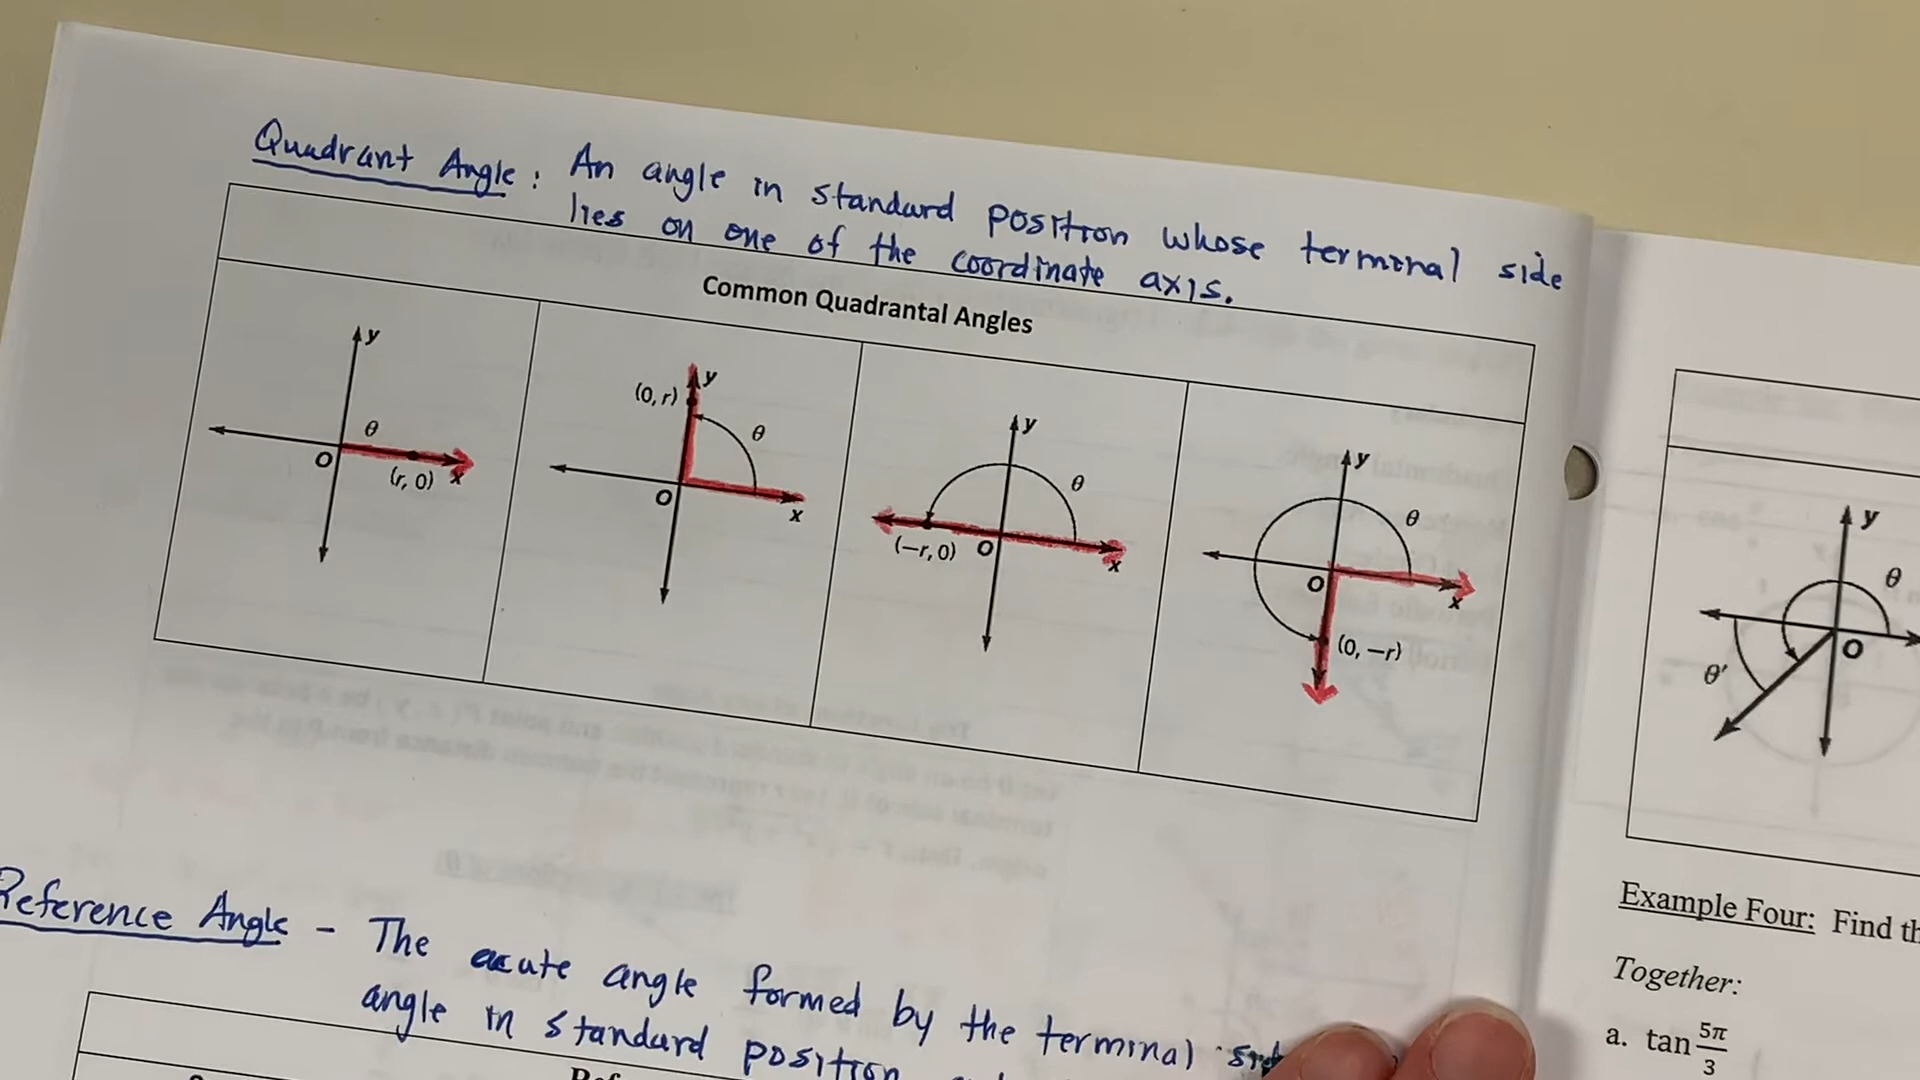 Quadrant Angle: An angle in standard position whose terminal side
lies on one of the coordinate axis.
Common Quadrantal Angles
y
θ
O
(r, 0)
x
(0, r)
y
θ
O
x
y
θ
(−r, 0)
O
x
y
θ
O
x
(0, −r)
Reference Angle - The acute angle formed by the terminal
angle in standard position
y
θ
O
θ'
Example Four: Find
Together:
a. tan 5π/3